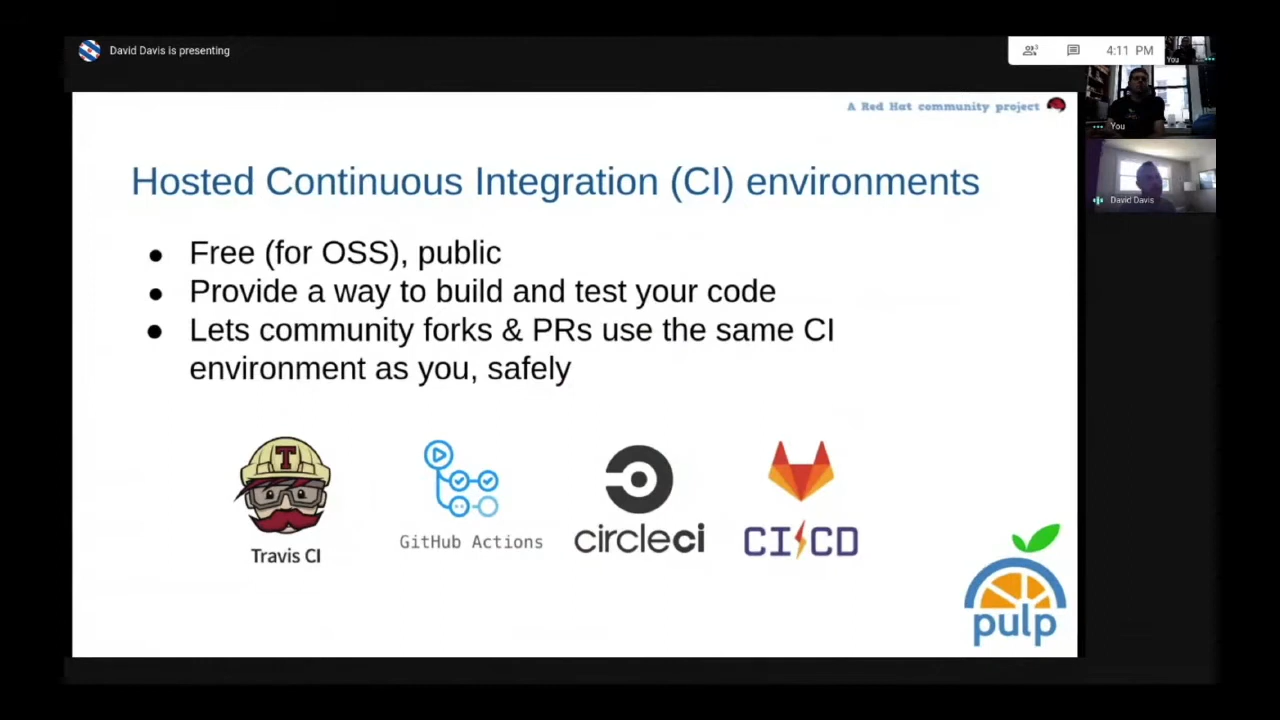 David Davis is presenting
3
4:11 PM
You
A Red Hat community project
You
David Davis
Hosted Continuous Integration (CI) environments
● Free (for OSS), public
● Provide a way to build and test your code
● Lets community forks & PRs use the same CI
environment as you, safely
T
Travis CI
GitHub Actions
circleci
CI CD
pulp